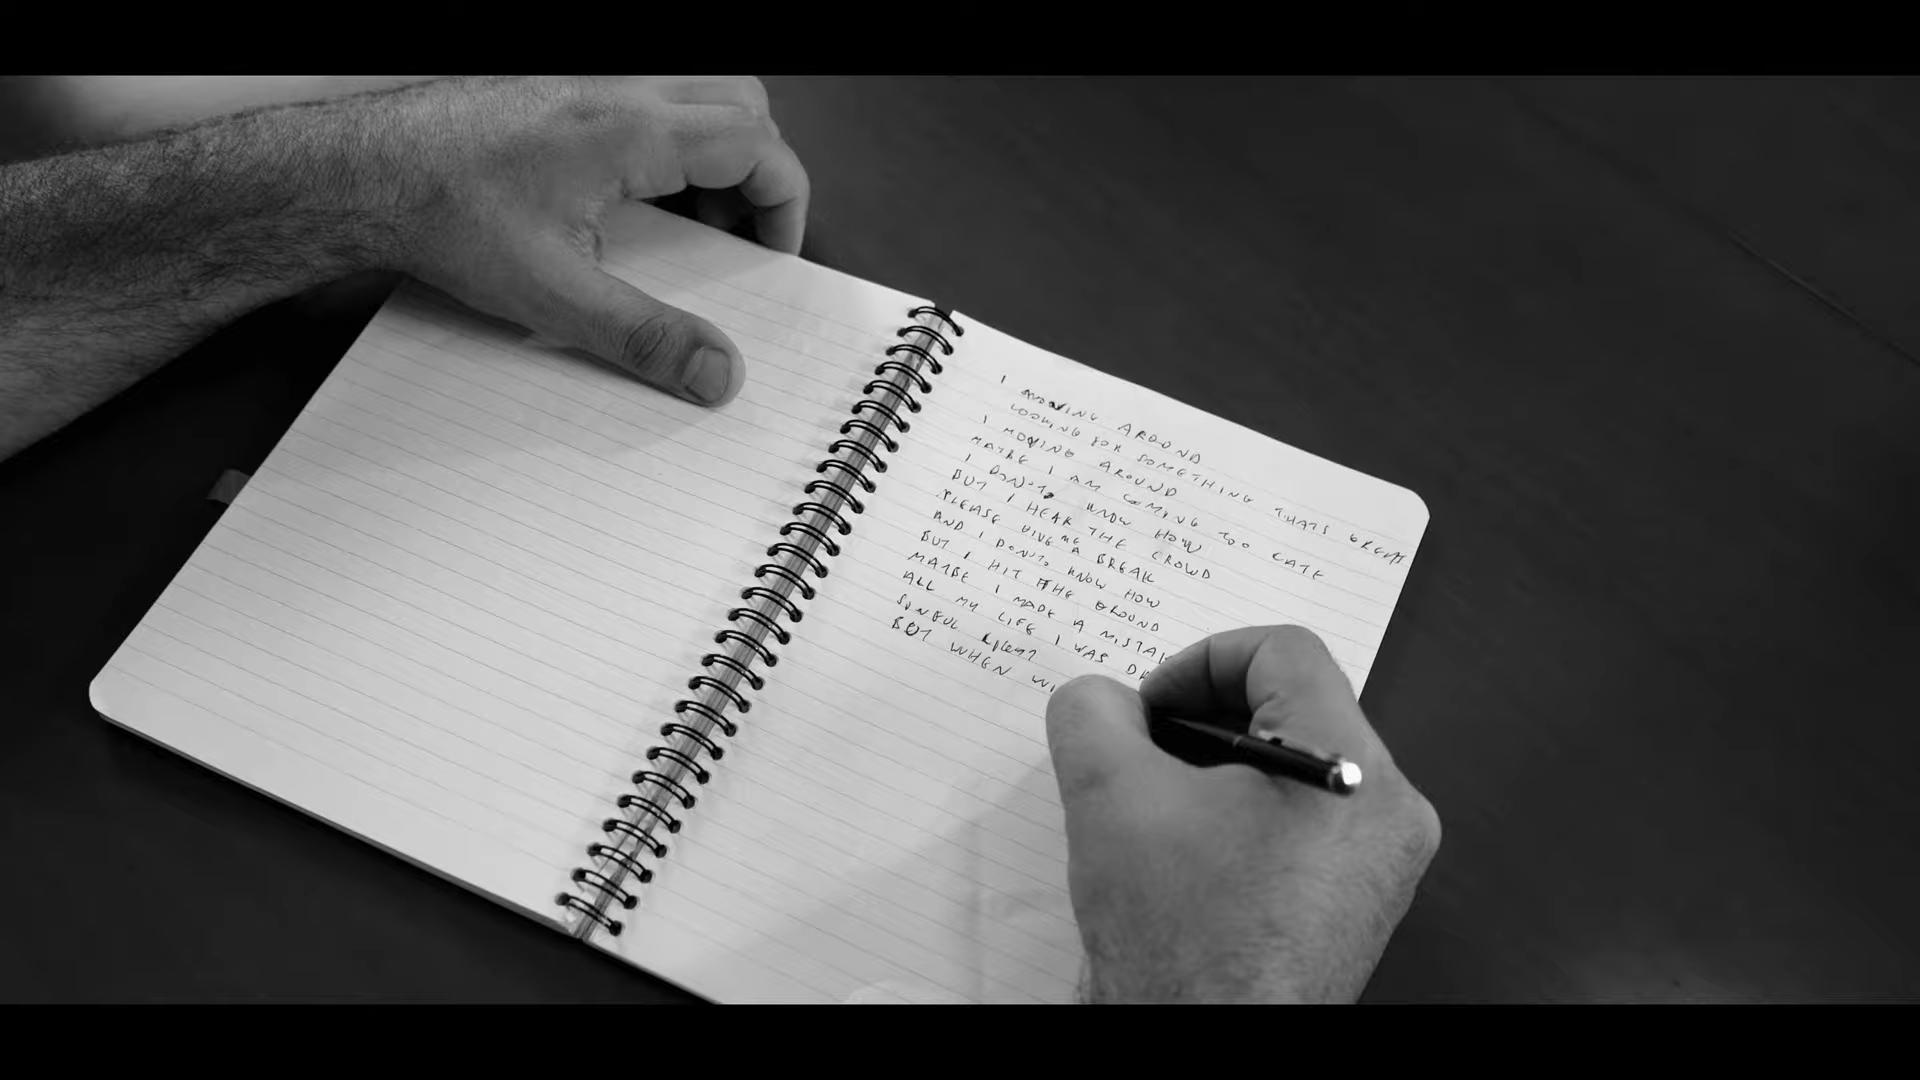 I MOVING AROUND
LOOKING FOR SOMETHING THATS GREAT
I MOVING AROUND
MAYBE I AM COMING TOO LATE
I DON'T KNOW HOW
BUT I HEAR THE CROWD
PLEASE GIVE ME A BREAK
AND I DON'T KNOW HOW
BUT I HIT THE GROUND
MAYBE I MADE A MISTAK
ALL MY LIFE I WAS
SINFUL
BUT WHEN